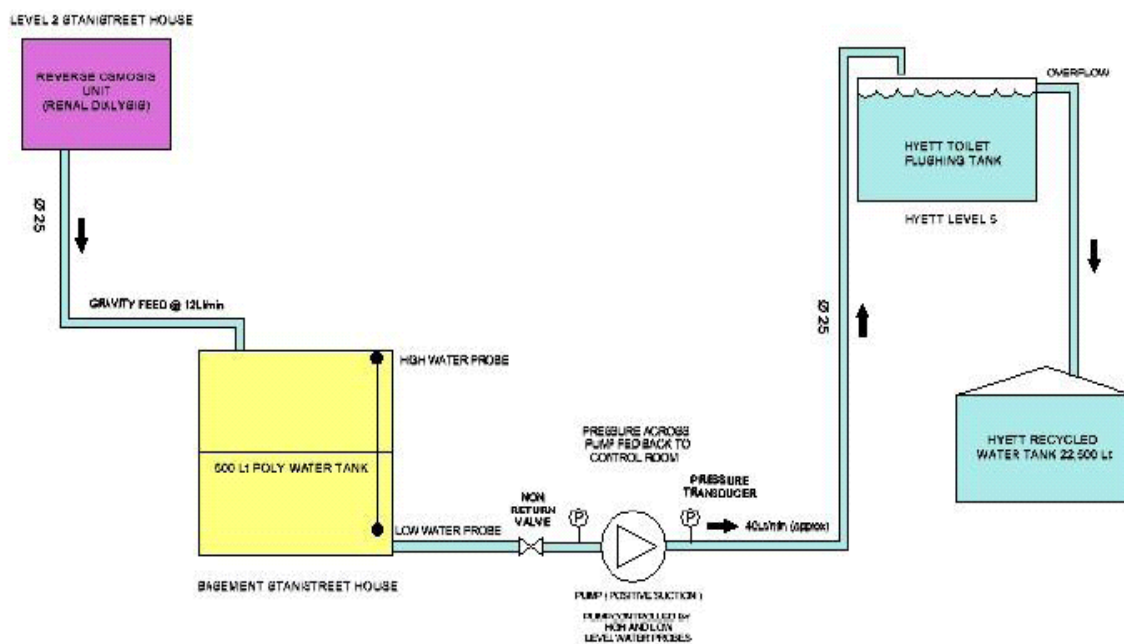 LEVEL 2 STANISTREET HOUSE
REVERSE OSMOSIS
UNIT
(RENAL DIALYSIS)
Ø 25
GRAVITY FEED @ 12Lt/min
HIGH WATER PROBE
600 Lt POLY WATER TANK
LOW WATER PROBE
BASEMENT STANISTREET HOUSE
NON
RETURN
VALVE
P
PRESSURE ACROSS
PUMP FED BACK TO
CONTROL ROOM
PRESSURE
TRANSDUCER
P
40Lt/min (approx)
PUMP ( POSITIVE SUCTION )
PUMP CONTROLLED by
HIGH AND LOW
LEVEL WATER PROBES
Ø 25
OVERFLOW
HYETT TOILET
FLUSHING TANK
HYETT LEVEL 5
HYETT RECYCLED
WATER TANK 22,500 Lt